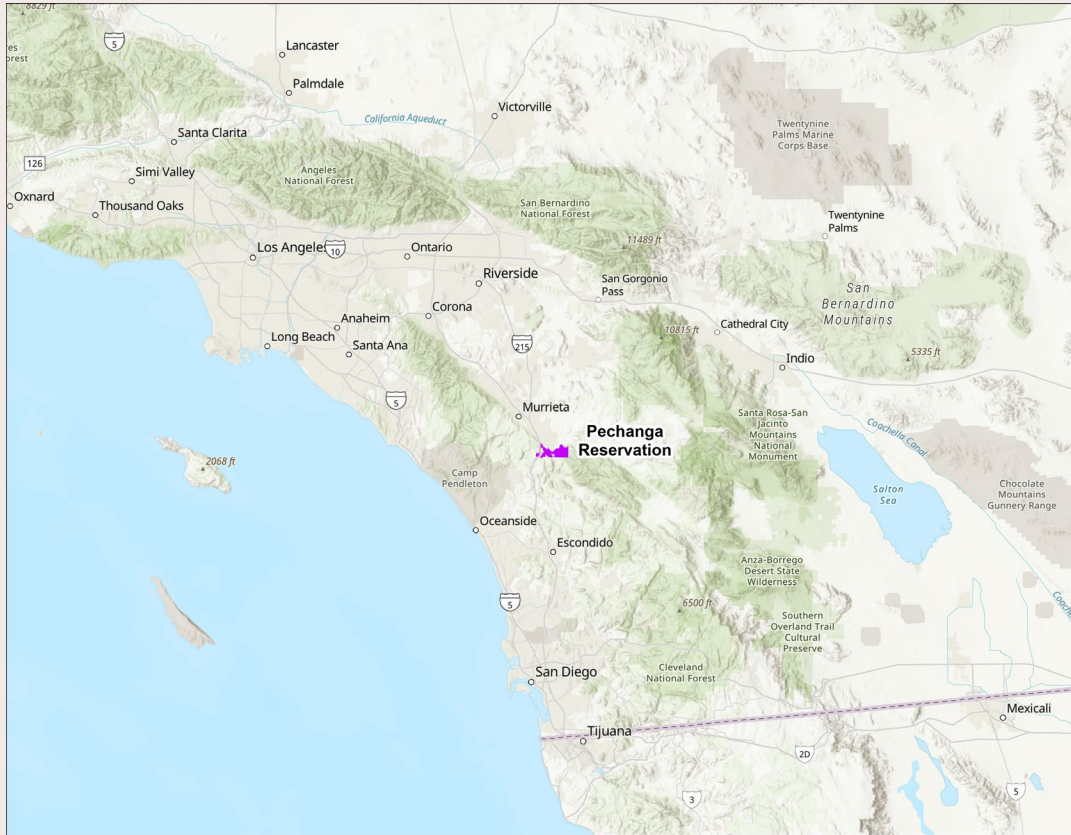 8829 ft
5
Lancaster
Palmdale
California Aqueduct
Victorville
Twentynine
Palms Marine
Corps Base
Santa Clarita
126
Simi Valley
Angeles
National Forest
Oxnard
Thousand Oaks
San Bernardino
National Forest
Twentynine
Palms
11489 ft
Los Angeles
10
Ontario
Riverside
San Gorgonio
Pass
San
Bernardino
Mountains
Corona
Anaheim
Long Beach
Santa Ana
215
10815 ft
Cathedral City
Indio
5335 ft
5
Murrieta
Pechanga
Reservation
Santa Rosa-San
Jacinto
Mountains
National
Monument
Coachella Canal
2068 ft
Camp
Pendleton
Salton
Sea
Chocolate
Mountains
Gunnery Range
Oceanside
Escondido
Anza-Borrego
Desert State
Wilderness
5
6500 ft
Southern
Overland Trail
Cultural
Preserve
San Diego
Cleveland
National Forest
Tijuana
Mexicali
2D
3
5